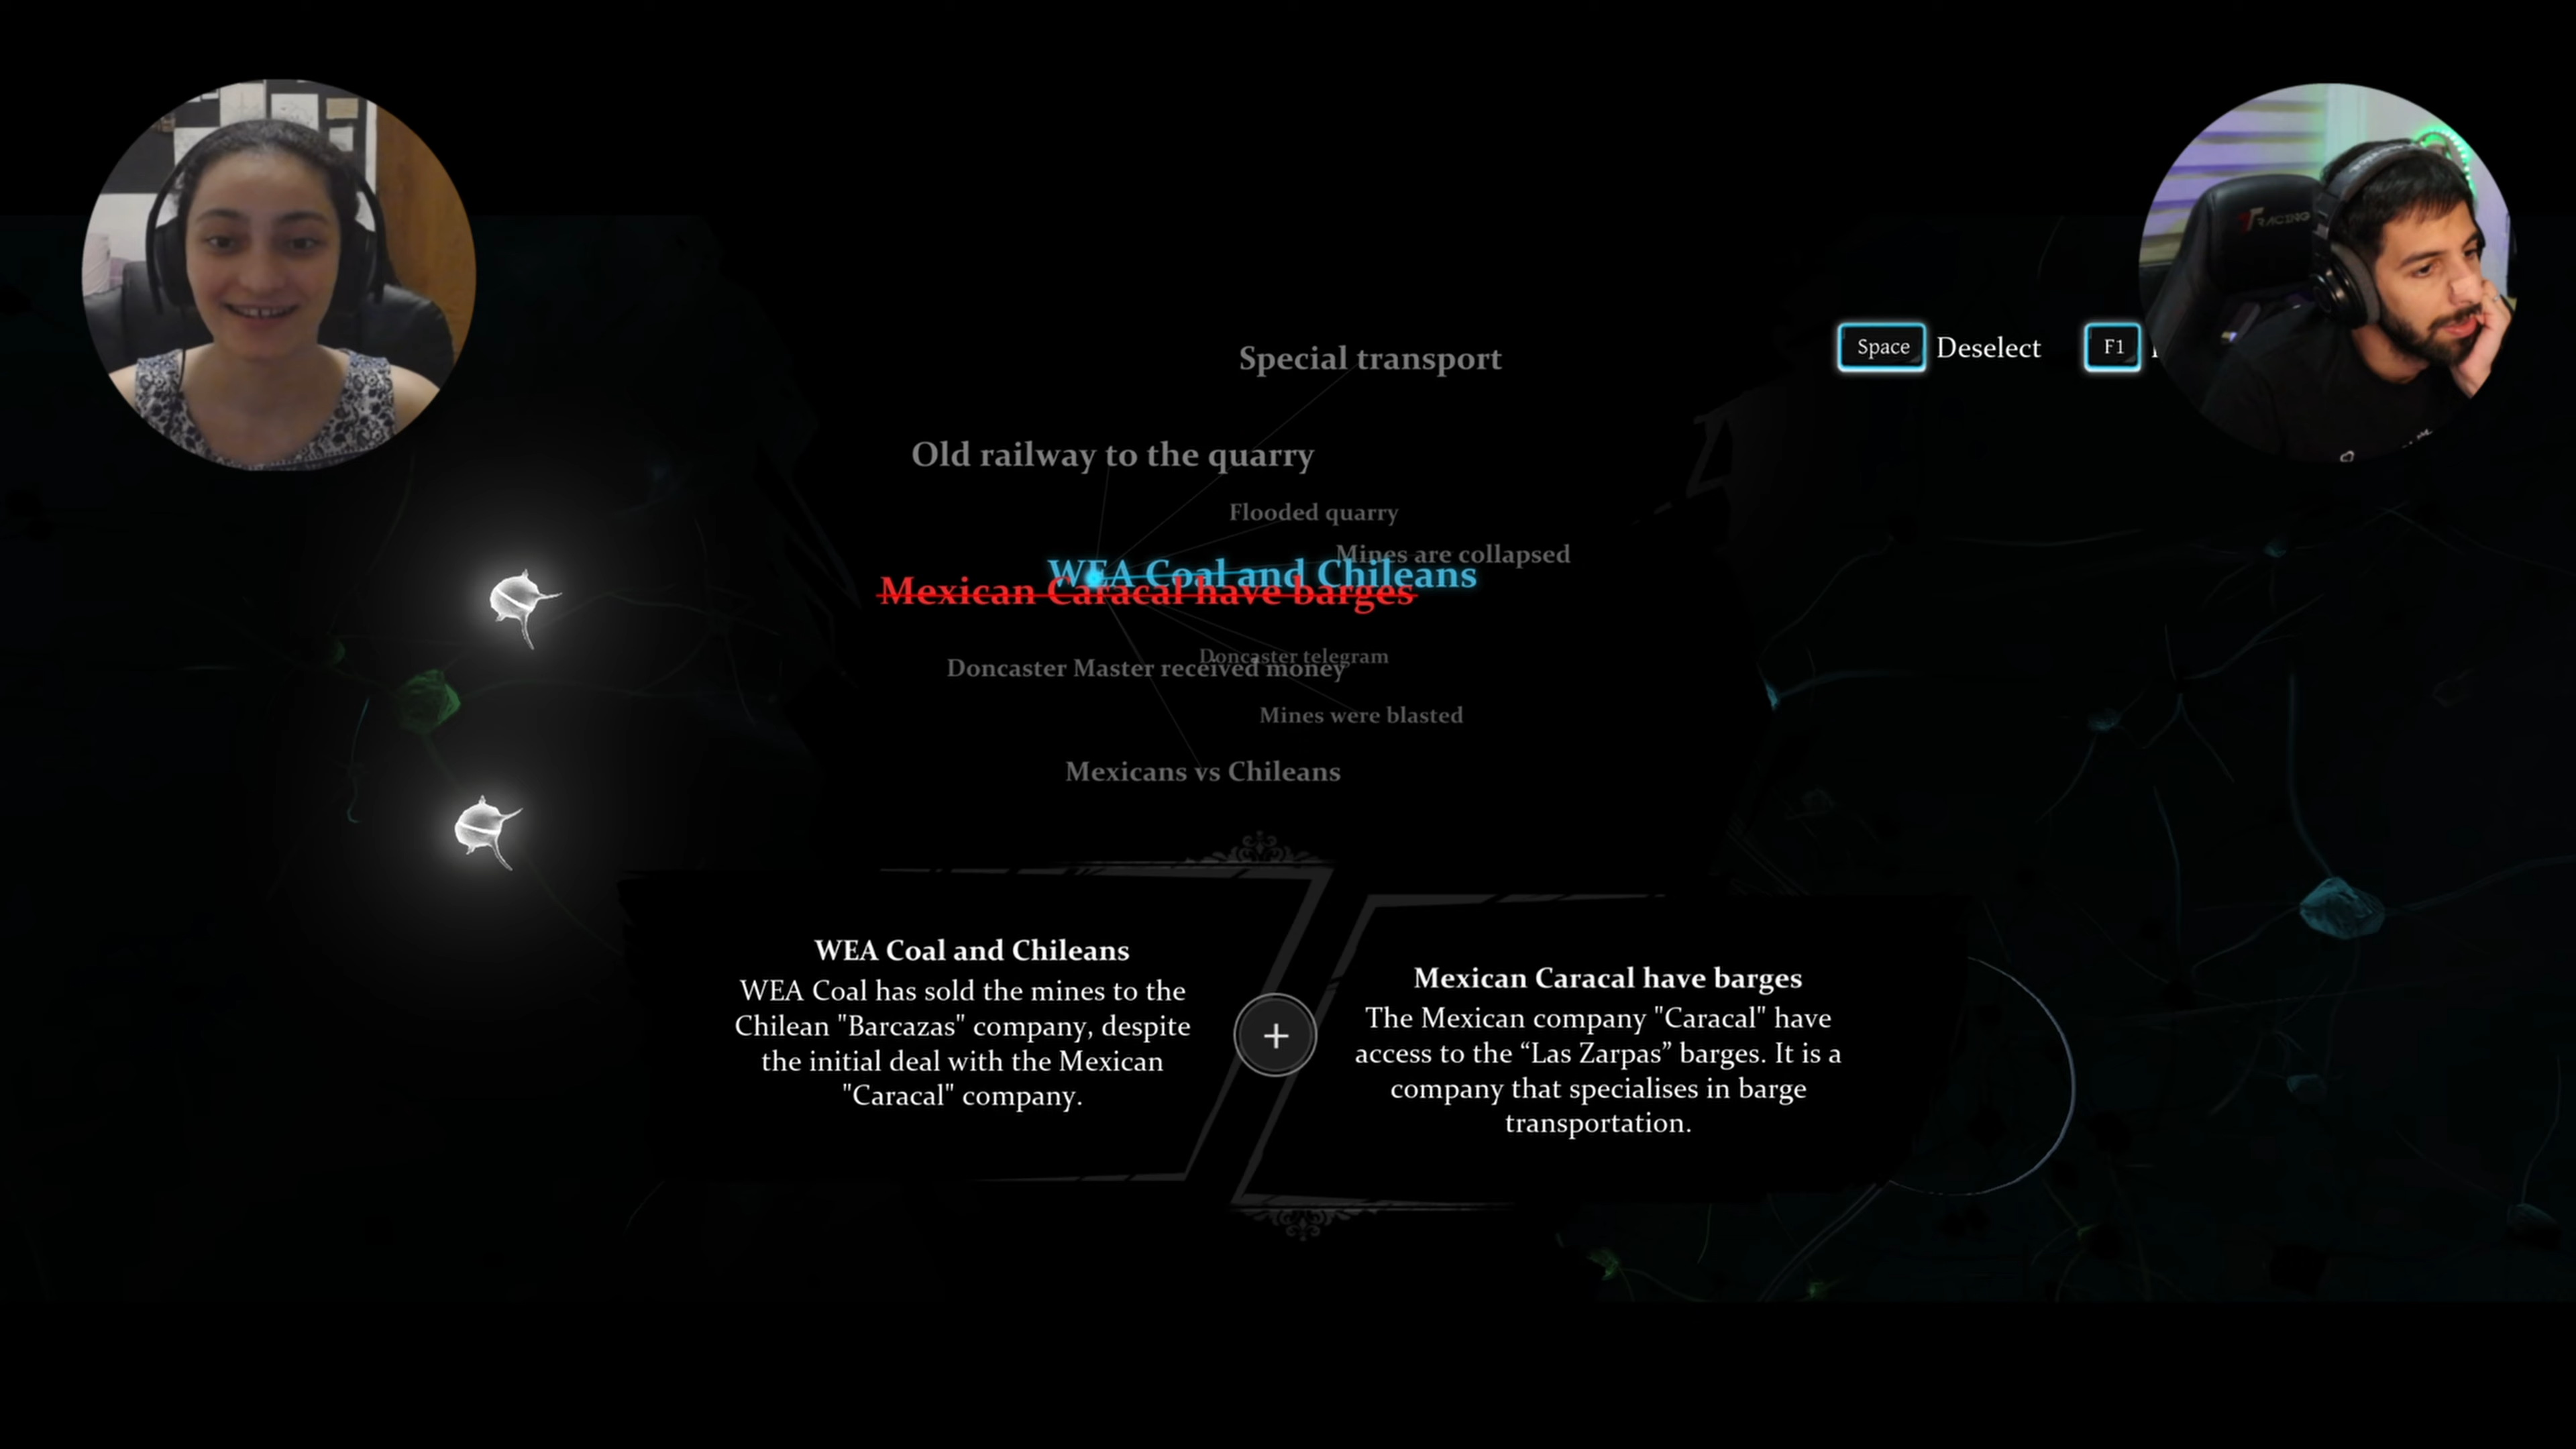 RACING
Special transport
Space Deselect F1
Old railway to the quarry
Flooded quarry
Mines are collapsed
WEA Coal and Chileans
Mexican Caracal have barges
Doncaster telegram
Doncaster Master received money
Mines were blasted
Mexicans vs Chileans
WEA Coal and Chileans
WEA Coal has sold the mines to the
Chilean "Barcazas" company, despite
the initial deal with the Mexican
"Caracal" company.
+
Mexican Caracal have barges
The Mexican company "Caracal" have
access to the “Las Zarpas” barges. It is a
company that specialises in barge
transportation.